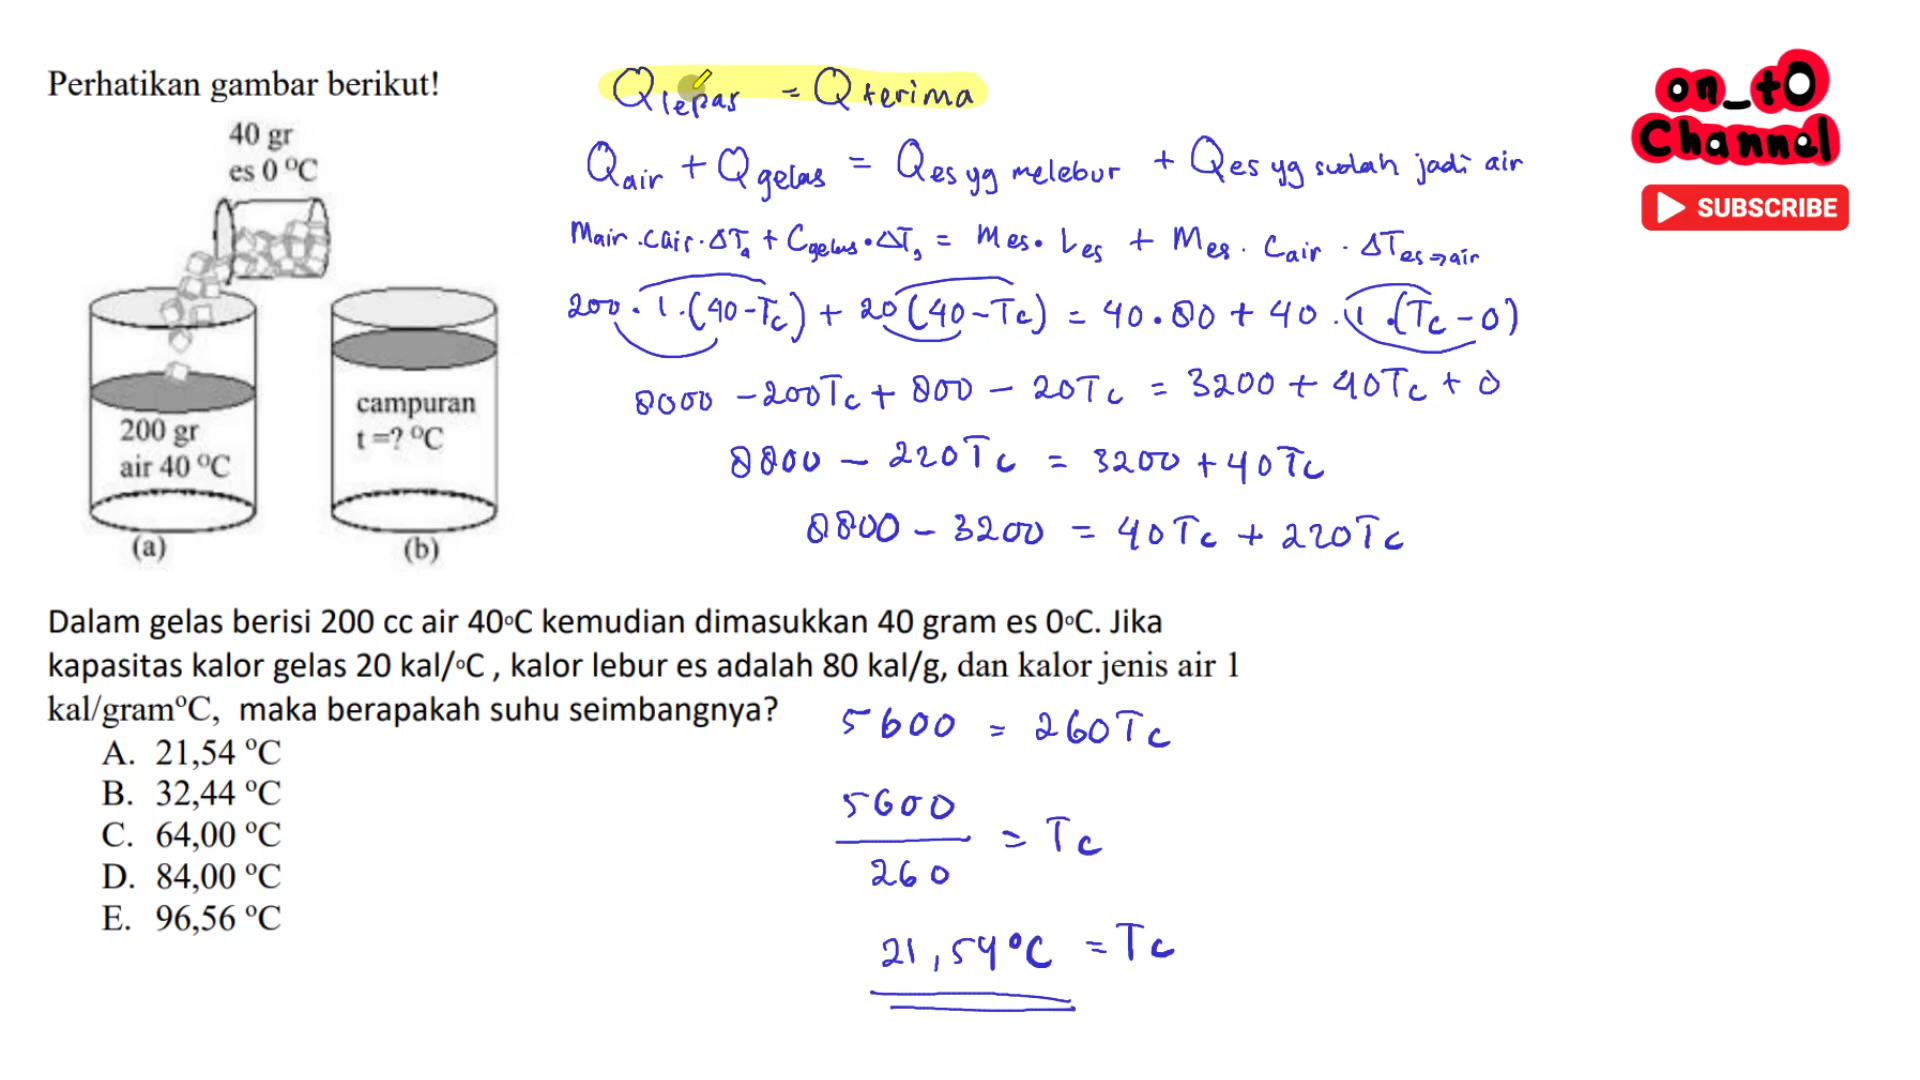 Perhatikan gambar berikut!
40 gr
es 0 °C
200 gr
air 40 °C
(a)
campuran
t =? °C
(b)
Q lepas = Q terima
Q air + Q gelas = Q es yg melebur + Q es yg sudah jadi air
Mair . Cair . ΔTa + Cgelas . ΔTg = Mes . Les + Mes . Cair . ΔTes→air
200 . 1 . (40 - Tc) + 20 (40 - Tc) = 40 . 80 + 40 . 1 . (Tc - 0)
8000 - 200Tc + 800 - 20Tc = 3200 + 40Tc + 0
8800 - 220Tc = 3200 + 40Tc
8800 - 3200 = 40Tc + 220Tc
on_to
Channel
SUBSCRIBE
Dalam gelas berisi 200 cc air 40°C kemudian dimasukkan 40 gram es 0°C. Jika
kapasitas kalor gelas 20 kal/°C , kalor lebur es adalah 80 kal/g, dan kalor jenis air 1
kal/gram°C, maka berapakah suhu seimbangnya?
A. 21,54 °C
B. 32,44 °C
C. 64,00 °C
D. 84,00 °C
E. 96,56 °C
5600 = 260Tc
5600
260
= Tc
21,54°C = Tc